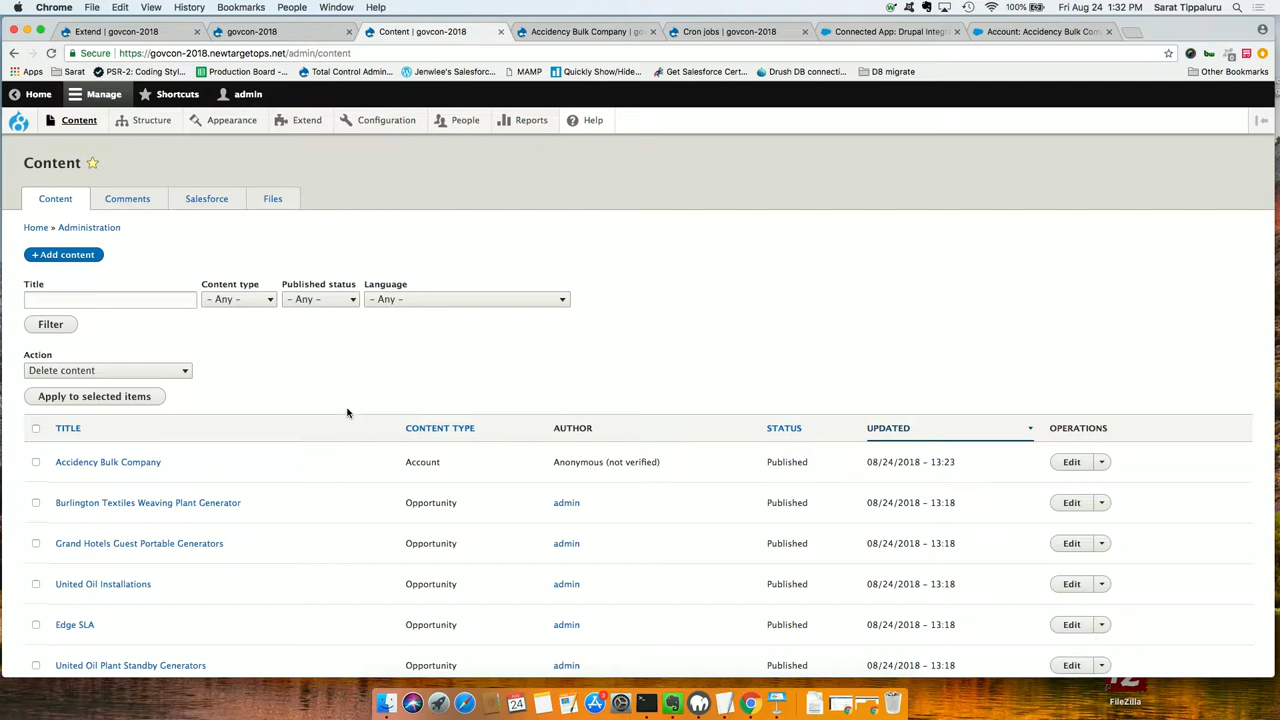 Chrome File Edit View History Bookmarks People Window Help 100% Fri Aug 24 1:32 PM Sarat Tippaluru
Extend | govcon-2018 govcon-2018 Content | govcon-2018 Accidency Bulk Company | go Cron jobs | govcon-2018 Connected App: Drupal Integr Account: Accidency Bulk Com
Secure https://govcon-2018.newtargetops.net/admin/content
Apps Sarat PSR-2: Coding Styl... Production Board -... Total Control Admin... Jenwlee's Salesforc... MAMP Quickly Show/Hide... Get Salesforce Cert... Drush DB connecti... D8 migrate Other Bookmarks
Home Manage Shortcuts admin
Content Structure Appearance Extend Configuration People Reports Help
Content
Content Comments Salesforce Files
Home » Administration
+ Add content
Title Content type Published status Language
- Any - - Any - - Any -
Filter
Action
Delete content
Apply to selected items
TITLE CONTENT TYPE AUTHOR STATUS UPDATED OPERATIONS
Accidency Bulk Company Account Anonymous (not verified) Published 08/24/2018 - 13:23 Edit
Burlington Textiles Weaving Plant Generator Opportunity admin Published 08/24/2018 - 13:18 Edit
Grand Hotels Guest Portable Generators Opportunity admin Published 08/24/2018 - 13:18 Edit
United Oil Installations Opportunity admin Published 08/24/2018 - 13:18 Edit
Edge SLA Opportunity admin Published 08/24/2018 - 13:18 Edit
United Oil Plant Standby Generators Opportunity admin Published 08/24/2018 - 13:18 Edit
FileZilla